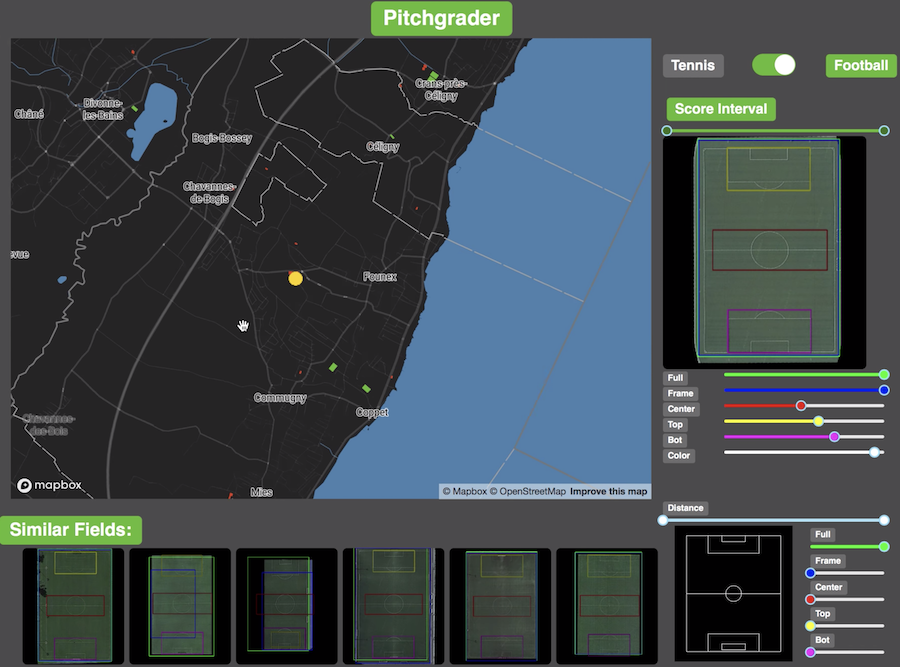 Pitchgrader
Crans-près-
Céligny
Divonne-
les-Bains
Châné
Bogis-Bossey
Céligny
Chavannes-
de-Bogis
vue
Founex
Commugny
Coppet
Chavannes-
des-Bois
Mies
mapbox
© Mapbox © OpenStreetMap Improve this map
Tennis
Football
Score Interval
Full
Frame
Center
Top
Bot
Color
Distance
Full
Frame
Center
Top
Bot
Similar Fields: